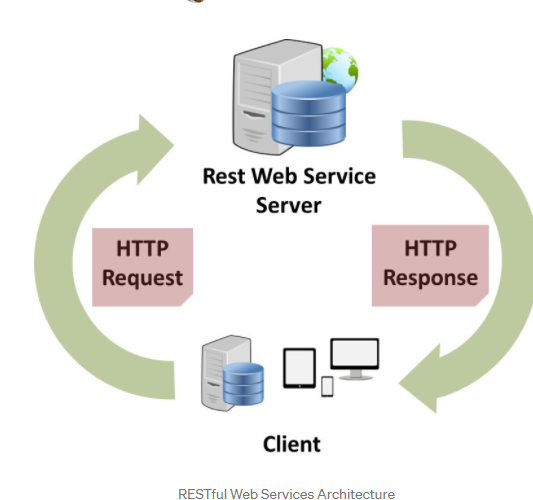 Rest Web Service
Server
HTTP
Request
HTTP
Response
Client
RESTful Web Services Architecture